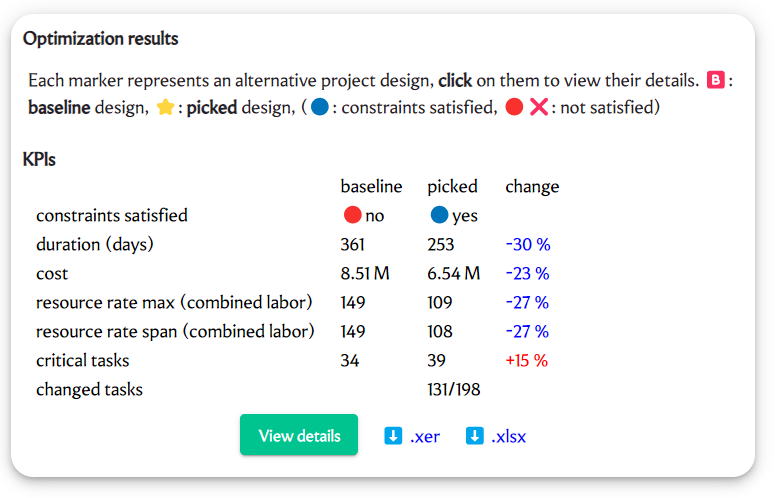 Optimization results
Each marker represents an alternative project design, click on them to view their details. B :
baseline design, : picked design, ( : constraints satisfied, : not satisfied)
KPIs
baseline picked change
constraints satisfied no yes
duration (days) 361 253 -30 %
cost 8.51 M 6.54 M -23 %
resource rate max (combined labor) 149 109 -27 %
resource rate span (combined labor) 149 108 -27 %
critical tasks 34 39 +15 %
changed tasks 131/198
View details .xer .xlsx